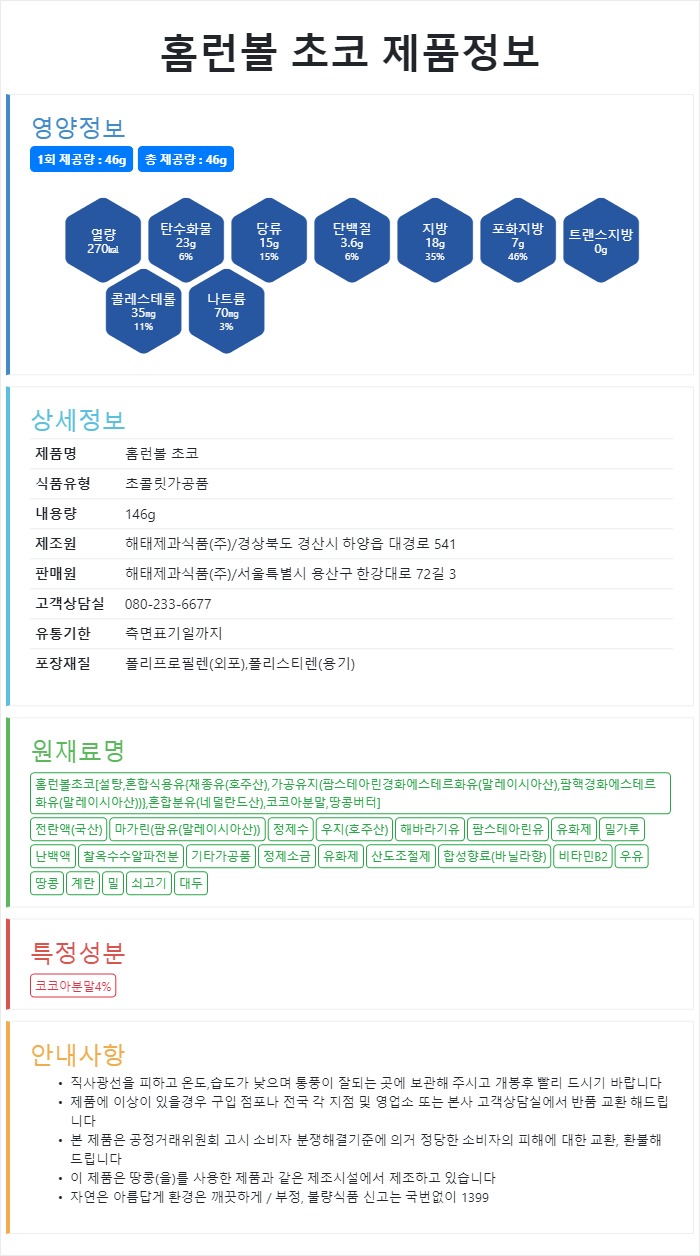 홈런볼 초코 제품정보
영양정보
1회 제공량 : 46g 총 제공량 : 46g
열량
270㎉
탄수화물
23g
6%
당류
15g
15%
단백질
3.6g
6%
지방
18g
35%
포화지방
7g
46%
트랜스지방
0g
콜레스테롤
35㎎
11%
나트륨
70㎎
3%
상세정보
제품명 홈런볼 초코
식품유형 초콜릿가공품
내용량 146g
제조원 해태제과식품(주)/경상북도 경산시 하양읍 대경로 541
판매원 해태제과식품(주)/서울특별시 용산구 한강대로 72길 3
고객상담실 080-233-6677
유통기한 측면표기일까지
포장재질 폴리프로필렌(외포),폴리스티렌(용기)
원재료명
홈런볼초코[설탕,혼합식용유{채종유(호주산),가공유지(팜스테아린경화에스테르화유(말레이시아산),팜핵경화에스테르
화유(말레이시아산))},혼합분유(네덜란드산),코코아분말,땅콩버터]
전란액(국산) 마가린(팜유(말레이시아산)) 정제수 우지(호주산) 해바라기유 팜스테아린유 유화제 밀가루
난백액 찰옥수수알파전분 기타가공품 정제소금 유화제 산도조절제 합성향료(바닐라향) 비타민B2 우유
땅콩 계란 밀 쇠고기 대두
특정성분
코코아분말4%
안내사항
• 직사광선을 피하고 온도,습도가 낮으며 통풍이 잘되는 곳에 보관해 주시고 개봉후 빨리 드시기 바랍니다
• 제품에 이상이 있을경우 구입 점포나 전국 각 지점 및 영업소 또는 본사 고객상담실에서 반품 교환 해드립
니다
• 본 제품은 공정거래위원회 고시 소비자 분쟁해결기준에 의거 정당한 소비자의 피해에 대한 교환, 환불해
드립니다
• 이 제품은 땅콩(을)를 사용한 제품과 같은 제조시설에서 제조하고 있습니다
• 자연은 아름답게 환경은 깨끗하게 / 부정, 불량식품 신고는 국번없이 1399